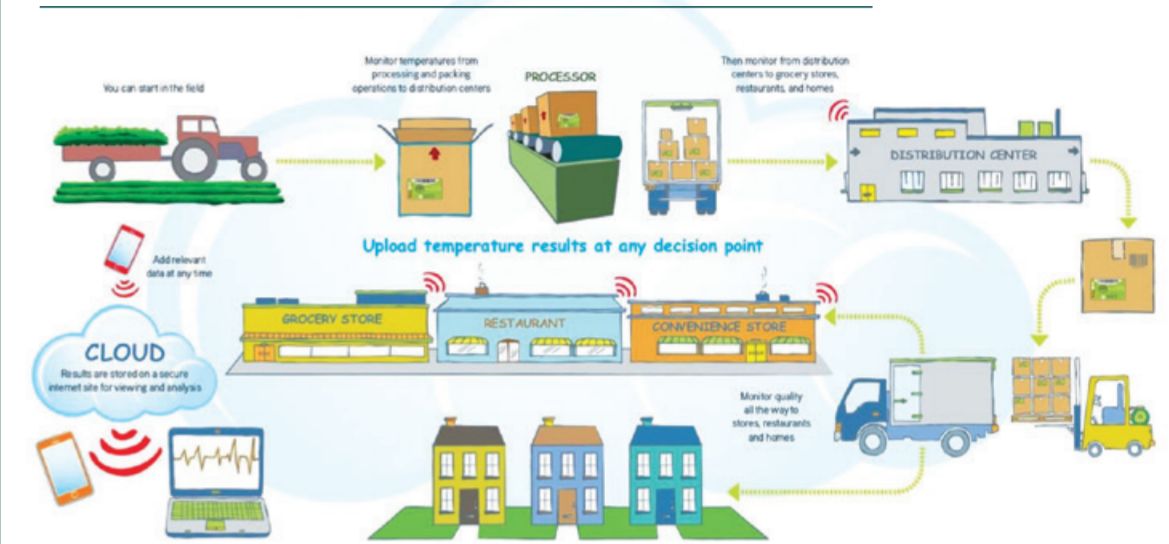 You can start in the field
Monitor temperatures from
processing and packing
operations to distribution centers
PROCESSOR
Then monitor from distribution
centers to grocery stores,
restaurants, and homes
DISTRIBUTION CENTER
Upload temperature results at any decision point
Add relevant
data at any time
GROCERY STORE
RESTAURANT
CONVENIENCE STORE
CLOUD
Results are stored on a secure
internet site for viewing and analysis
Monitor quality
all the way to
stores, restaurants
and homes